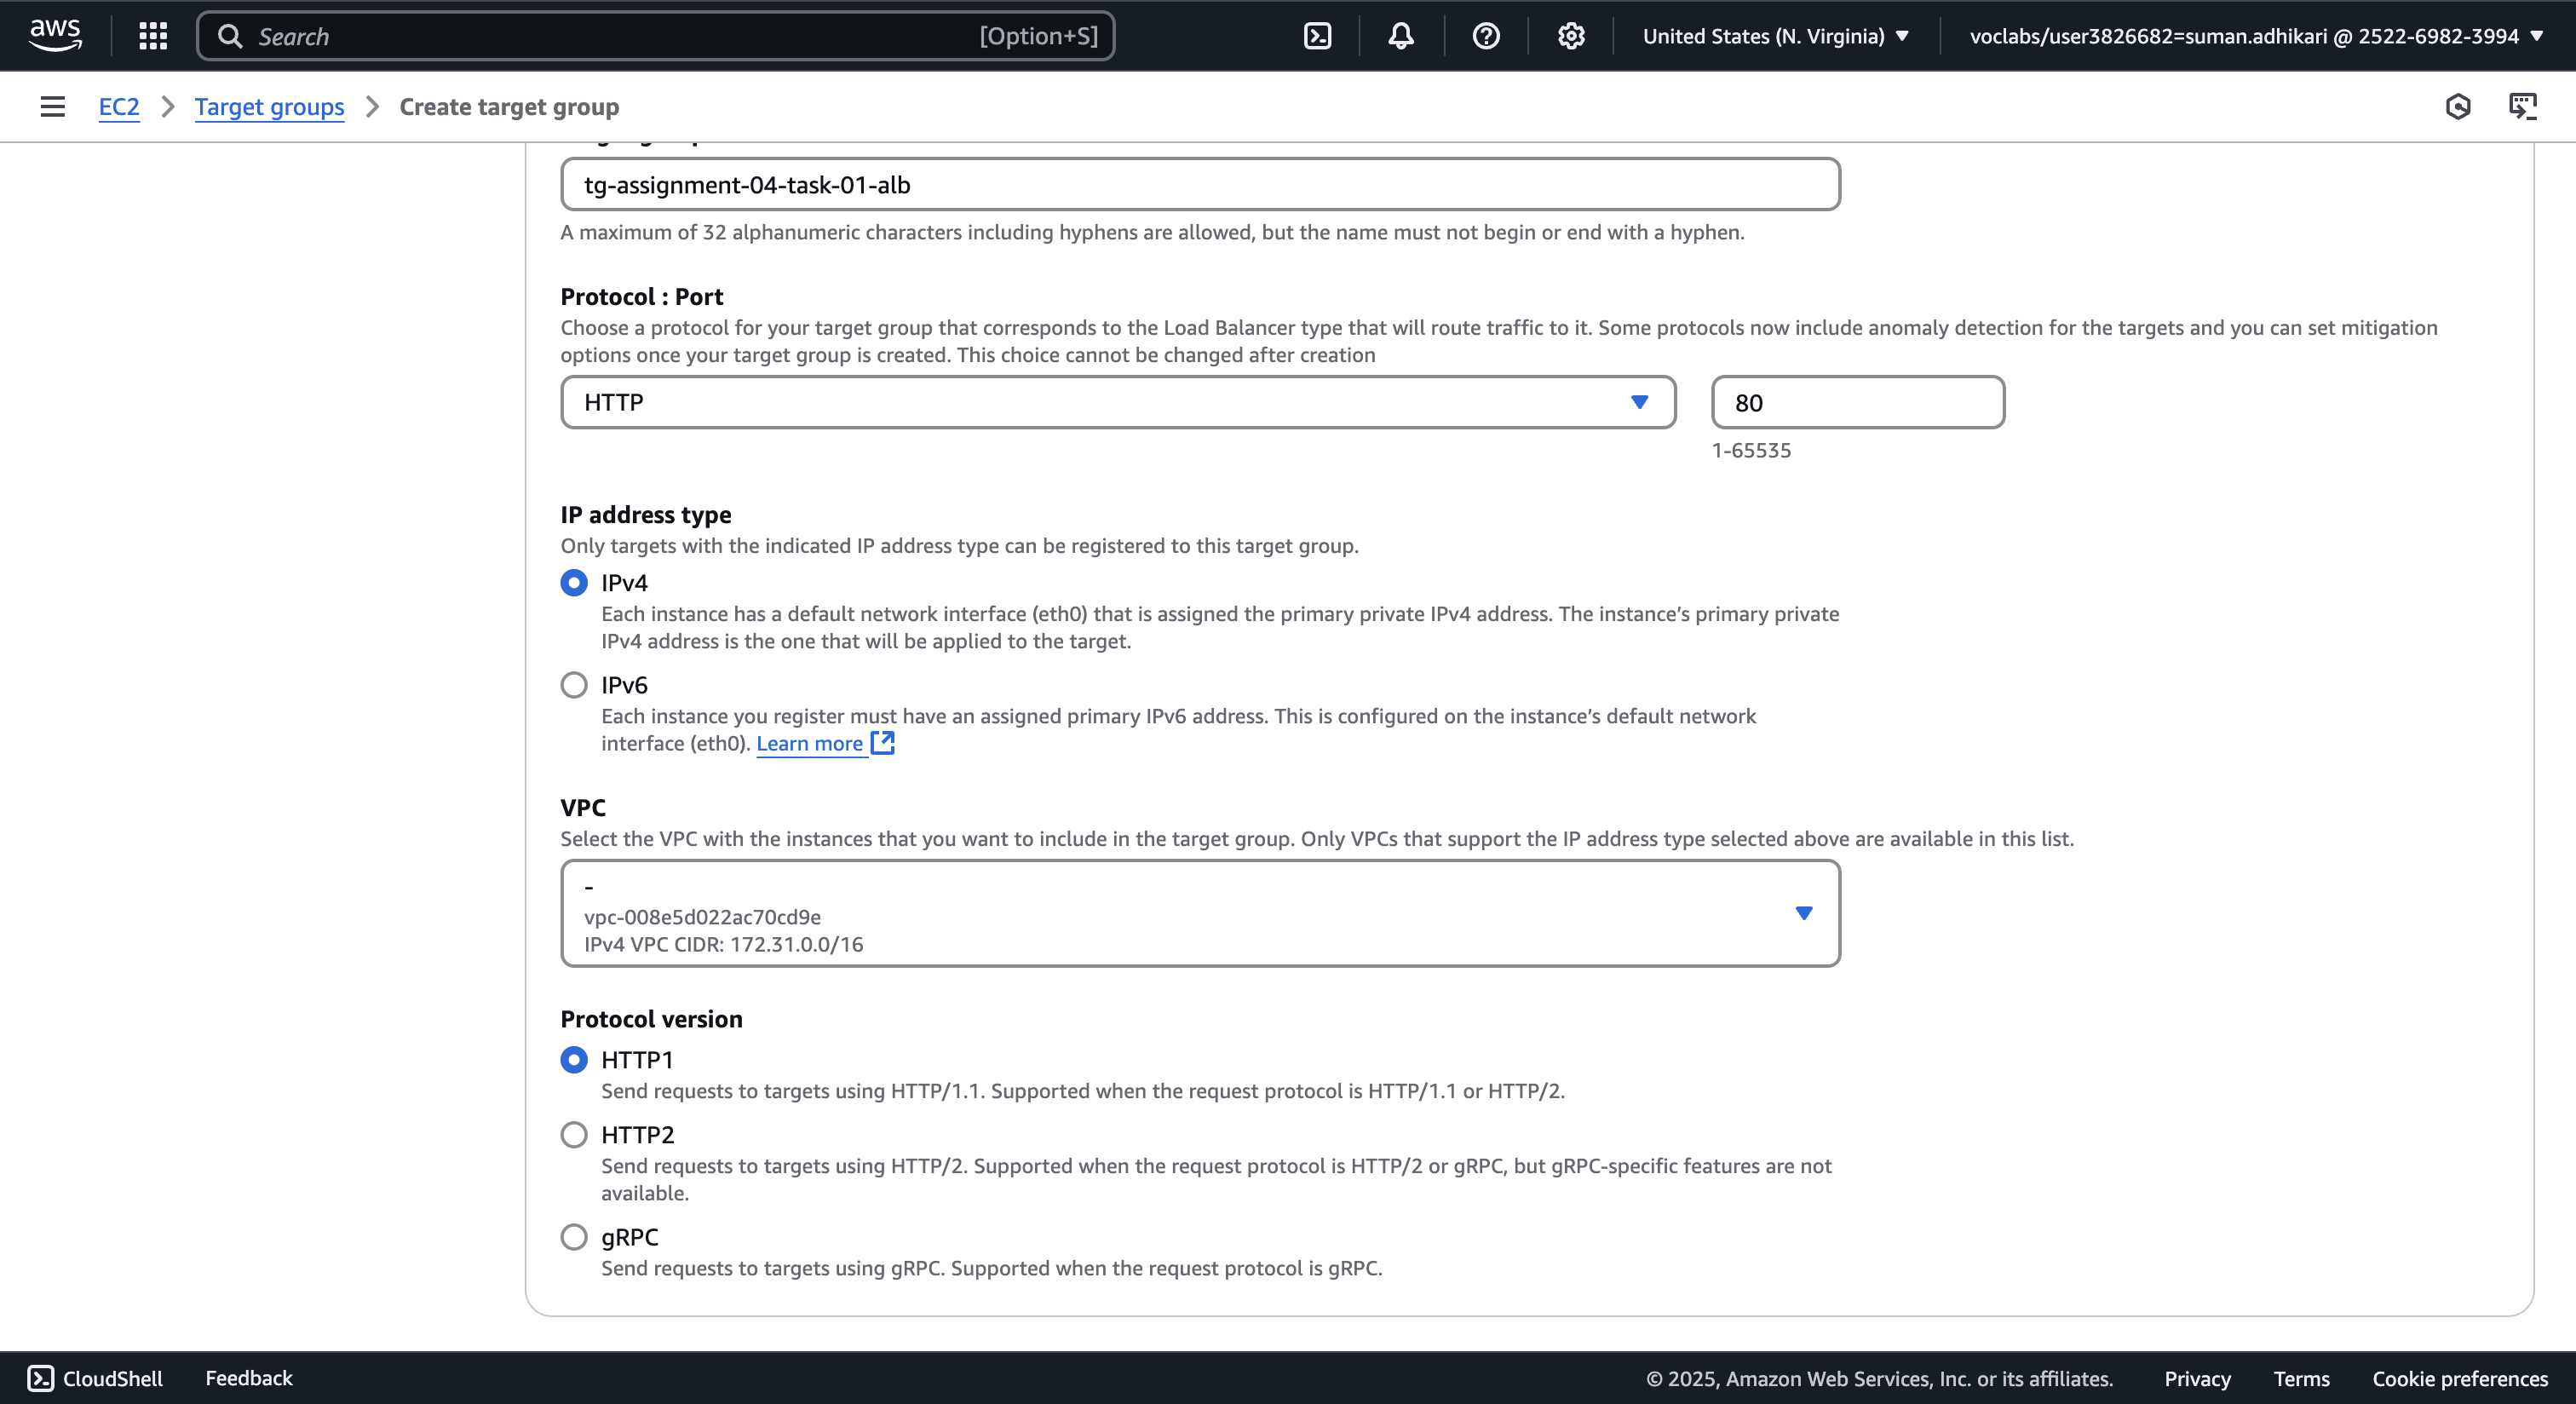 aws
Search
[Option+S]
United States (N. Virginia)
voclabs/user3826682=suman.adhikari @ 2522-6982-3994
EC2
Target groups
Create target group
tg-assignment-04-task-01-alb
A maximum of 32 alphanumeric characters including hyphens are allowed, but the name must not begin or end with a hyphen.
Protocol : Port
Choose a protocol for your target group that corresponds to the Load Balancer type that will route traffic to it. Some protocols now include anomaly detection for the targets and you can set mitigation
options once your target group is created. This choice cannot be changed after creation
HTTP
80
1-65535
IP address type
Only targets with the indicated IP address type can be registered to this target group.
IPv4
Each instance has a default network interface (eth0) that is assigned the primary private IPv4 address. The instance’s primary private
IPv4 address is the one that will be applied to the target.
IPv6
Each instance you register must have an assigned primary IPv6 address. This is configured on the instance’s default network
interface (eth0). Learn more
VPC
Select the VPC with the instances that you want to include in the target group. Only VPCs that support the IP address type selected above are available in this list.
-
vpc-008e5d022ac70cd9e
IPv4 VPC CIDR: 172.31.0.0/16
Protocol version
HTTP1
Send requests to targets using HTTP/1.1. Supported when the request protocol is HTTP/1.1 or HTTP/2.
HTTP2
Send requests to targets using HTTP/2. Supported when the request protocol is HTTP/2 or gRPC, but gRPC-specific features are not
available.
gRPC
Send requests to targets using gRPC. Supported when the request protocol is gRPC.
CloudShell
Feedback
© 2025, Amazon Web Services, Inc. or its affiliates.
Privacy
Terms
Cookie preferences